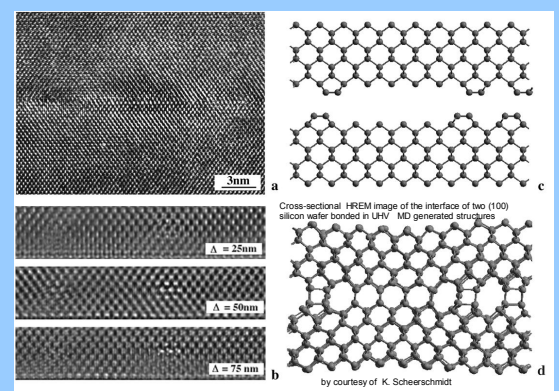 3nm
a
c
Cross-sectional HREM image of the interface of two (100)
silicon wafer bonded in UHV MD generated structures
Λ = 25nm
Λ = 50nm
Λ = 75 nm
b
d
by courtesy of K. Scheerschmidt